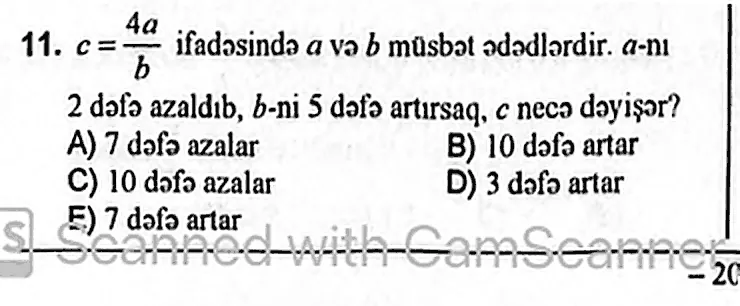 11. c = 4a/b ifadəsində a və b müsbət ədədlərdir. a-nı
2 dəfə azaldıb, b-ni 5 dəfə artırsaq, c necə dəyişər?
A) 7 dəfə azalar B) 10 dəfə artar
C) 10 dəfə azalar D) 3 dəfə artar
E) 7 dəfə artar
S Scanned with CamScanner
– 20